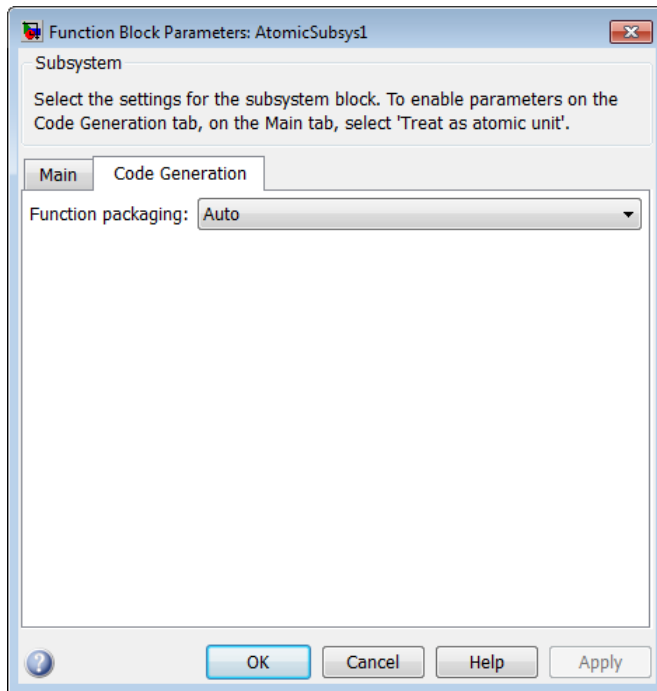 Function Block Parameters: AtomicSubsys1
Subsystem
Select the settings for the subsystem block. To enable parameters on the
Code Generation tab, on the Main tab, select 'Treat as atomic unit'.
Main Code Generation
Function packaging: Auto
? OK Cancel Help Apply